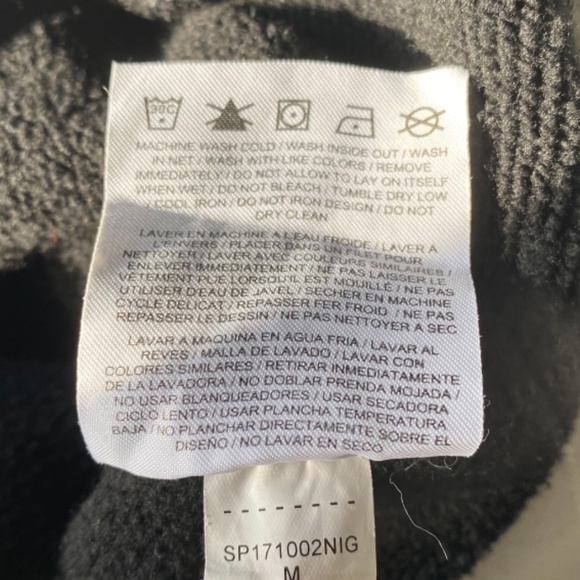 30C
MACHINE WASH COLD / WASH INSIDE OUT / WASH
IN NET / WASH WITH LIKE COLORS / REMOVE
IMMEDIATELY / DO NOT ALLOW TO LAY ON ITSELF
WHEN WET / DO NOT BLEACH / TUMBLE DRY LOW
/ COOL IRON / DO NOT IRON DESIGN / DO NOT
DRY CLEAN
LAVER EN MACHINE A LEAU FROIDE / LAVER A
L'ENVERS / PLACER DANS UN FILET POUR
NETTOYER / LAVER AVEC COULEURS SIMILAIRES /
ENLEVER IMMEDIATEMENT / NE PAS LAISSER LE
VÊTEMENT PLIE LORSQUIL EST MOUILLÉ / NE PAS
UTILISER D'EAU DE JAVEL / SECHER EN MACHINE
CYCLE DELICAT / REPASSER FER FROID / NE PAS
REPASSER LE DESSIN / NE PAS NETTOYER A SEC
LAVAR A MAQUINA EN AGUA FRIA / LAVAR AL
REVES / MALLA DE LAVADO / LAVAR CON
COLORES SIMILARES / RETIRAR INMEDIATAMENTE
DE LA LAVADORA / NO DOBLAR PRENDA MOJADA /
NO USAR BLANQUEADORES / USAR SECADORA
CICLO LENTO / USAR PLANCHA TEMPERATURA
BAJA / NO PLANCHAR DIRECTAMENTE SOBRE EL
DISEÑO / NO LAVAR EN SECO
SP171002NIG
M